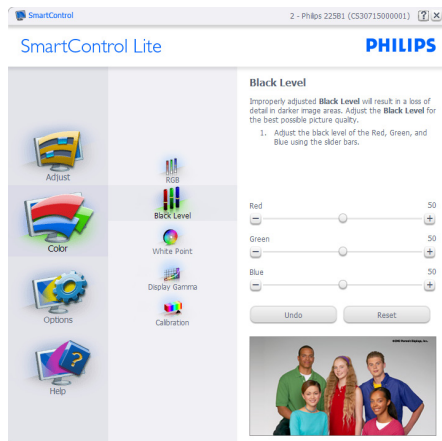 SmartControl
2 - Philips 225B1 (CS30715000001)
SmartControl Lite
PHILIPS
Adjust
Color
Options
Help
RGB
Black Level
White Point
Display Gamma
Calibration
Black Level
Improperly adjusted Black Level will result in a loss of
detail in darker image areas. Adjust the Black Level for
the best possible picture quality.
1. Adjust the black level of the Red, Green, and
Blue using the slider bars.
Red 50
Green 50
Blue 50
Undo Reset